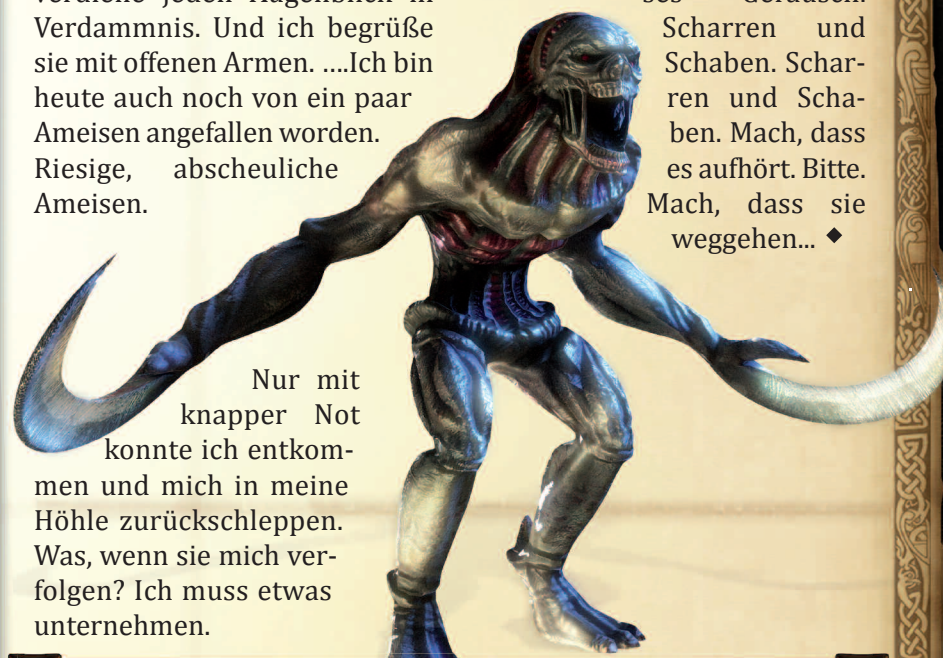 Verdammnis. Und ich begrüße
sie mit offenen Armen. ....Ich bin
heute auch noch von ein paar
Ameisen angefallen worden.
Riesige, abscheuliche
Ameisen.
Nur mit
knapper Not
konnte ich entkom-
men und mich in meine
Höhle zurückschleppen.
Was, wenn sie mich ver-
folgen? Ich muss etwas
unternehmen.
Scharren und
Schaben. Schar-
ren und Scha-
ben. Mach, dass
es aufhört. Bitte.
Mach, dass sie
weggehen... ◆